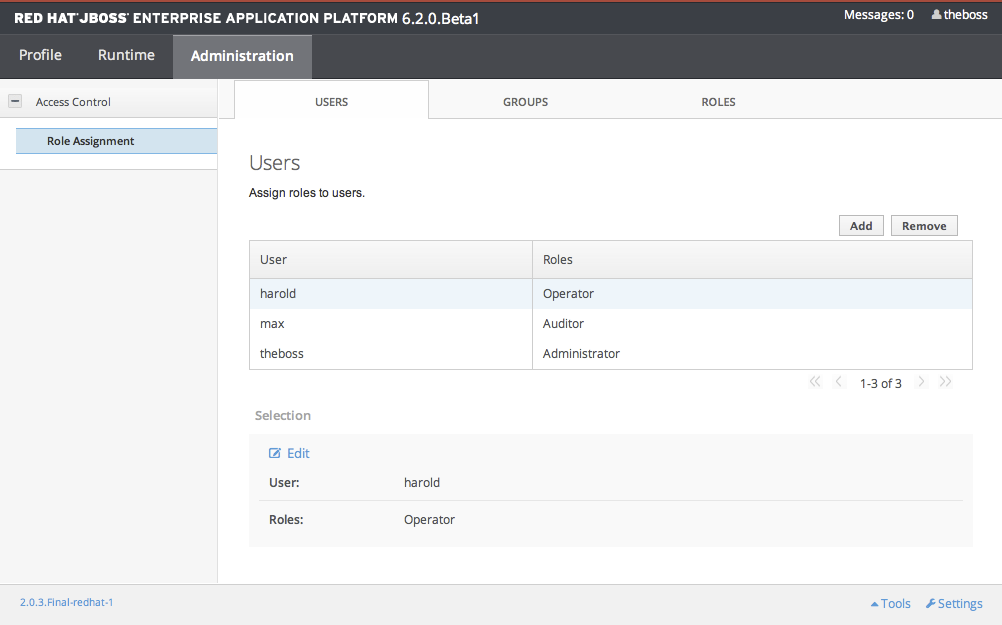 RED HAT JBOSS ENTERPRISE APPLICATION PLATFORM 6.2.0.Beta1
Messages: 0 theboss
Profile Runtime Administration
Access Control
Role Assignment
USERS GROUPS ROLES
Users
Assign roles to users.
Add Remove
User Roles
harold Operator
max Auditor
theboss Administrator
1-3 of 3
Selection
Edit
User: harold
Roles: Operator
2.0.3.Final-redhat-1
Tools Settings